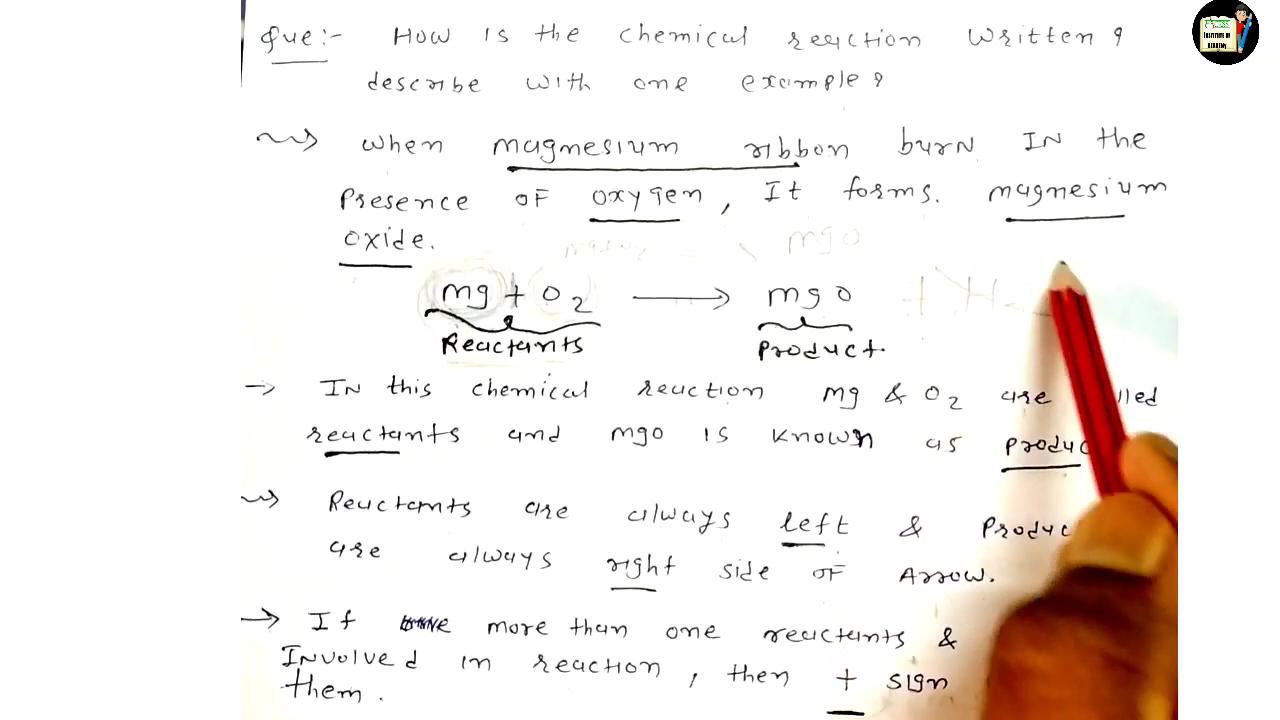 Que:- How is the chemical reaction written?
describe with one example?
When magnesium ribbon burn IN the
Presence OF oxygen, It forms. magnesium
oxide.
mgo
mg + O2 → mgo
Reactants Product.
→ IN this chemical reaction mg & O2 are
reactants and mgo is known as
Reactants are always left &
are always right side OF Arrow.
→ If more than one reactants &
Involved in reaction, then + sign
them.